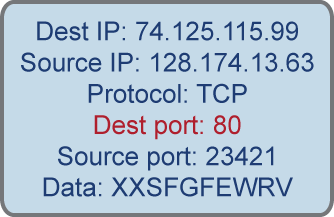 Dest IP: 74.125.115.99
Source IP: 128.174.13.63
Protocol: TCP
Dest port: 80
Source port: 23421
Data: XXSFGFEWRV